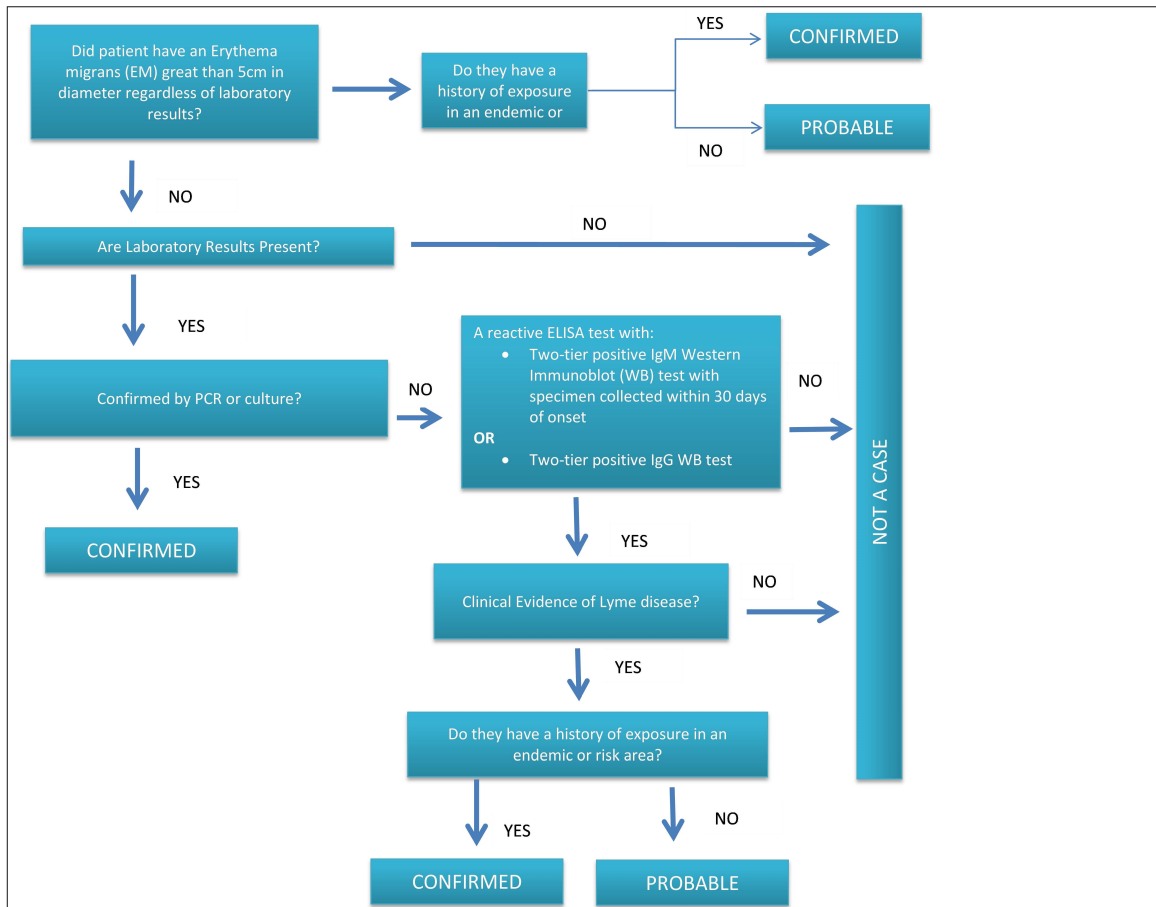 Did patient have an Erythema
migrans (EM) great than 5cm in
diameter regardless of laboratory
results?
Do they have a
history of exposure
in an endemic or
YES
CONFIRMED
NO
PROBABLE
NO
Are Laboratory Results Present?
NO
YES
Confirmed by PCR or culture?
NO
A reactive ELISA test with:
• Two-tier positive IgM Western
Immunoblot (WB) test with
specimen collected within 30 days
of onset
OR
• Two-tier positive IgG WB test
NO
NOT A CASE
YES
CONFIRMED
YES
Clinical Evidence of Lyme disease?
NO
YES
Do they have a history of exposure in an
endemic or risk area?
YES
NO
CONFIRMED
PROBABLE